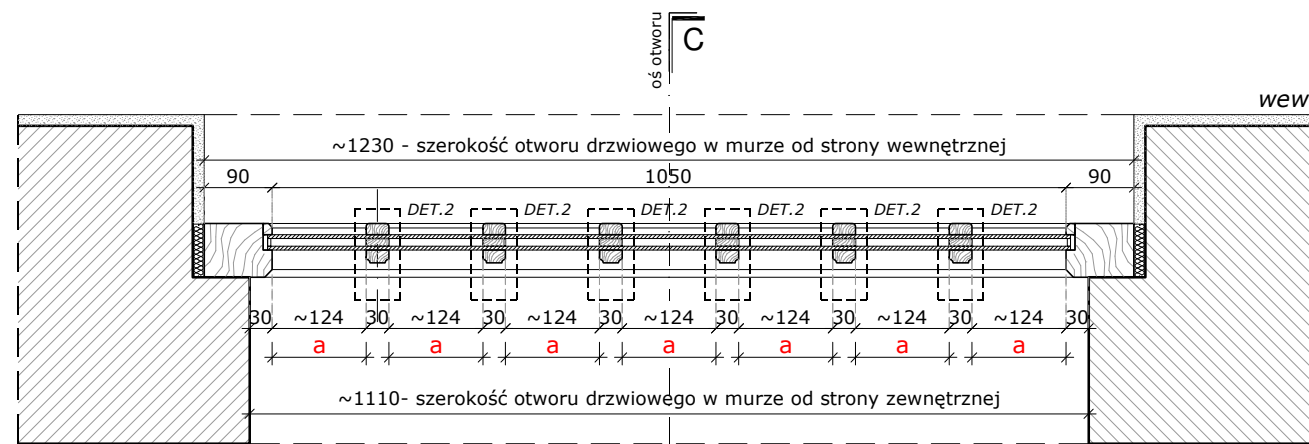 oś otworu
C
wew
~1230 - szerokość otworu drzwiowego w murze od strony wewnętrznej
90 1050 90
DET.2 DET.2 DET.2 DET.2 DET.2 DET.2
30 ~124 30 ~124 30 ~124 30 ~124 30 ~124 30 ~124 30 ~124 30
a a a a a a a
~1110- szerokość otworu drzwiowego w murze od strony zewnętrznej